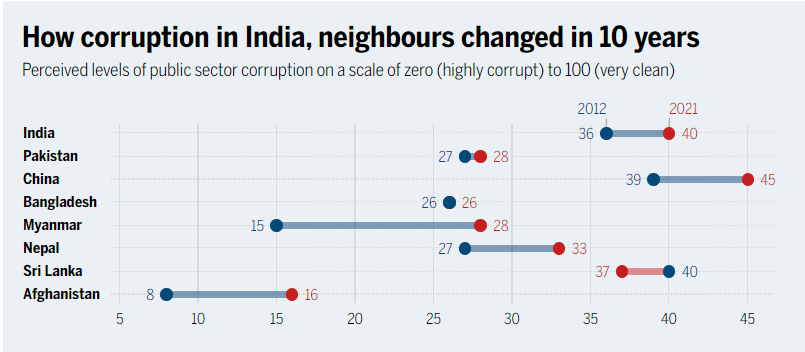 How corruption in India, neighbours changed in 10 years
Perceived levels of public sector corruption on a scale of zero (highly corrupt) to 100 (very clean)
2012 2021
India 36 40
Pakistan 27 28
China 39 45
Bangladesh 26 26
Myanmar 15 28
Nepal 27 33
Sri Lanka 37 40
Afghanistan 8 16
5 10 15 20 25 30 35 40 45